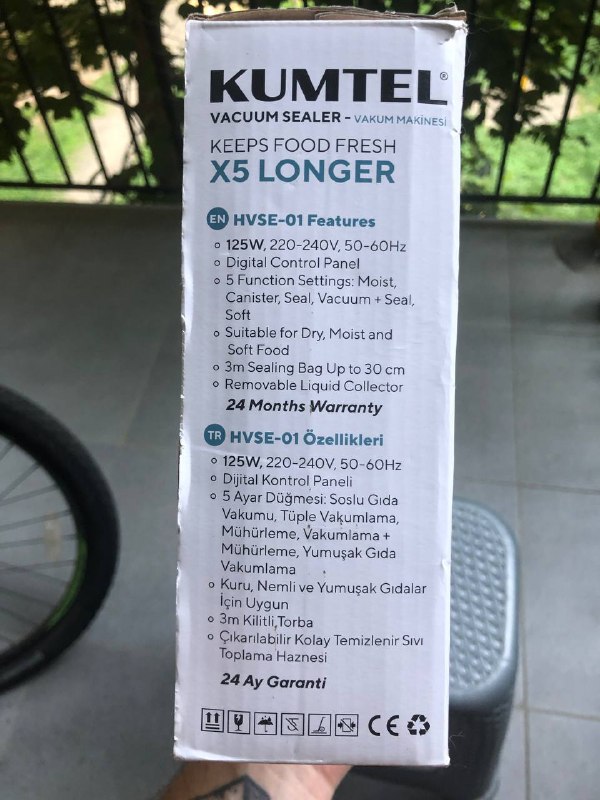 KUMTEL®
VACUUM SEALER - VAKUM MAKİNESİ
KEEPS FOOD FRESH
X5 LONGER
EN HVSE-01 Features
125W, 220-240V, 50-60Hz
Digital Control Panel
5 Function Settings: Moist,
Canister, Seal, Vacuum + Seal,
Soft
Suitable for Dry, Moist and
Soft Food
3m Sealing Bag Up to 30 cm
Removable Liquid Collector
24 Months Warranty
TR HVSE-01 Özellikleri
125W, 220-240V, 50-60Hz
Dijital Kontrol Paneli
5 Ayar Düğmesi: Soslu Gıda
Vakumu, Tüple Vakumlama,
Mühürleme, Vakumlama +
Mühürleme, Yumuşak Gıda
Vakumlama
Kuru, Nemli ve Yumuşak Gıdalar
İçin Uygun
3m Kilitli Torba
Çıkarılabilir Kolay Temizlenir Sıvı
Toplama Haznesi
24 Ay Garanti
CE